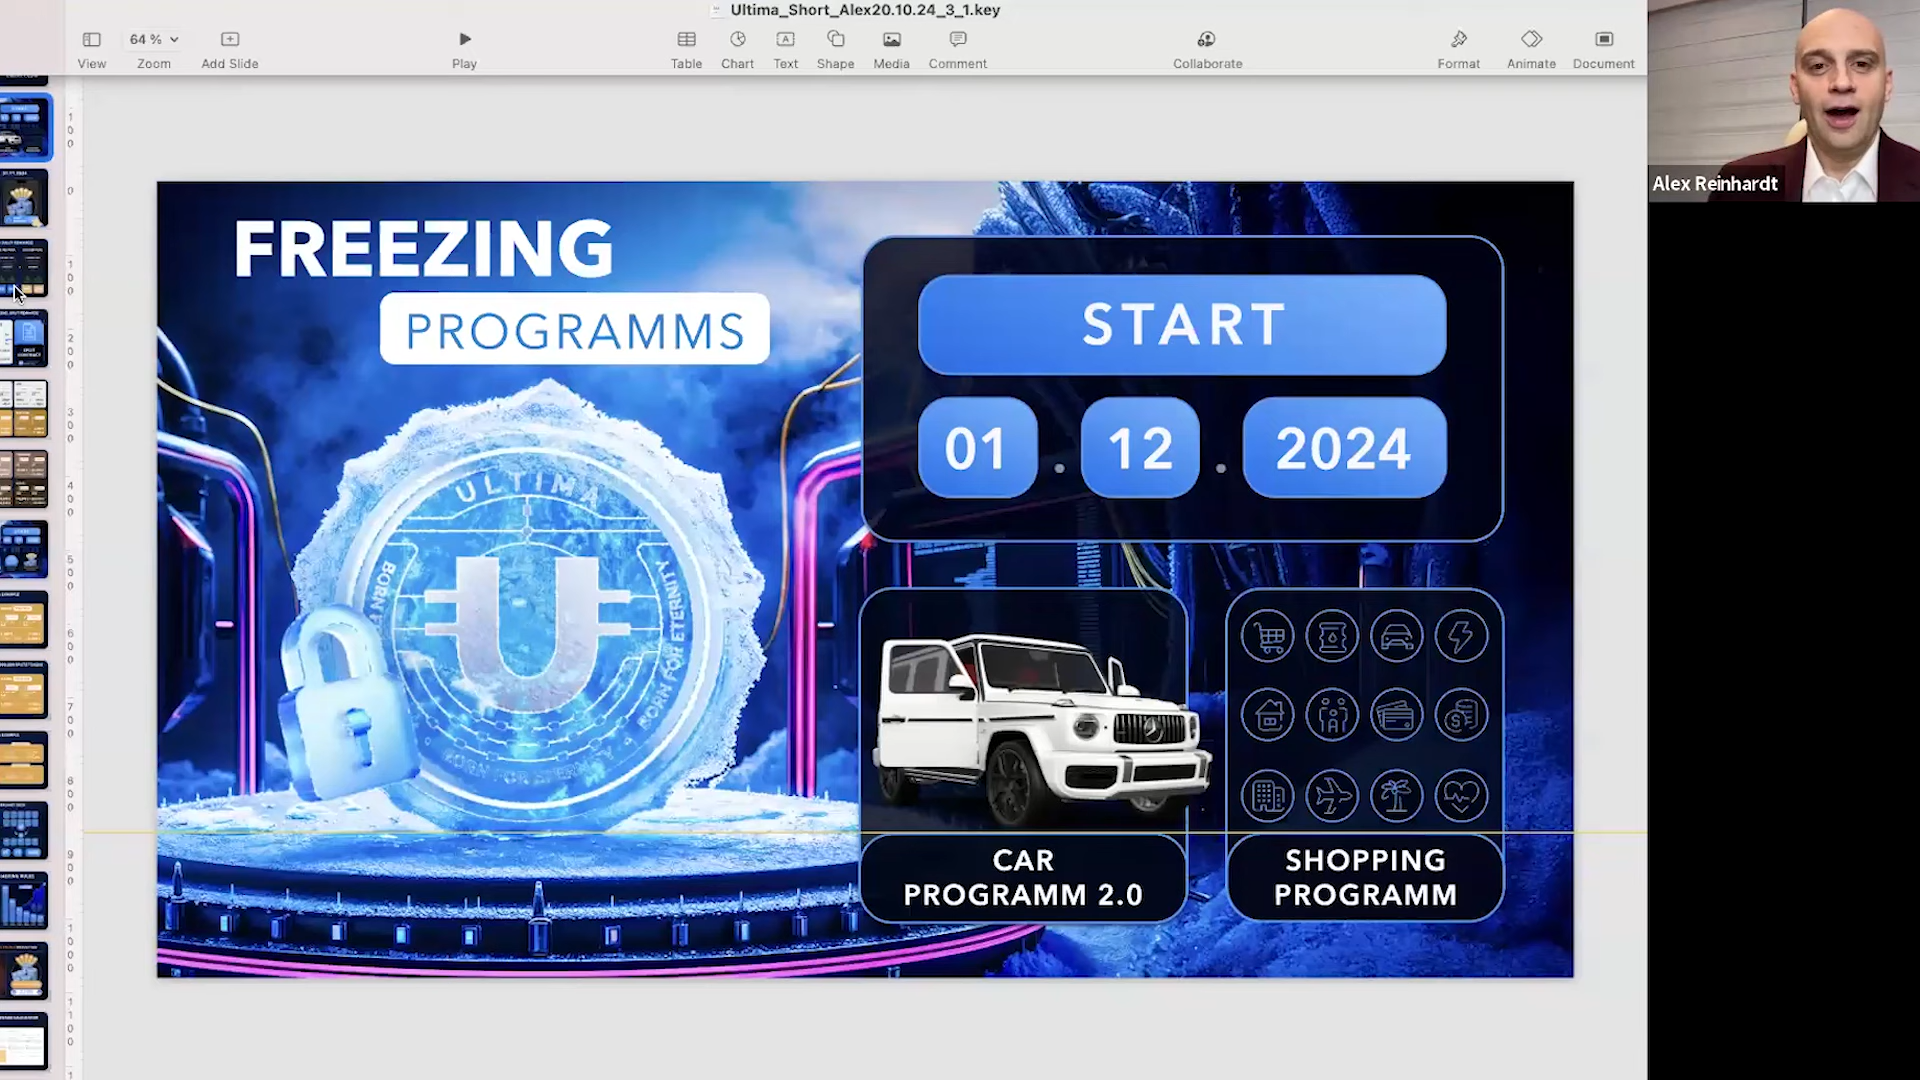 Ultima_Short_Alex20.10.24_3_1.key
64 %
View
Zoom
Add Slide
Play
Table
Chart
Text
Shape
Media
Comment
Collaborate
Format
Animate
Document
Alex Reinhardt
FREEZING
PROGRAMMS
START
01 . 12 . 2024
ULTIMA
BORN FOR ETERNITY
CAR
PROGRAMM 2.0
SHOPPING
PROGRAMM